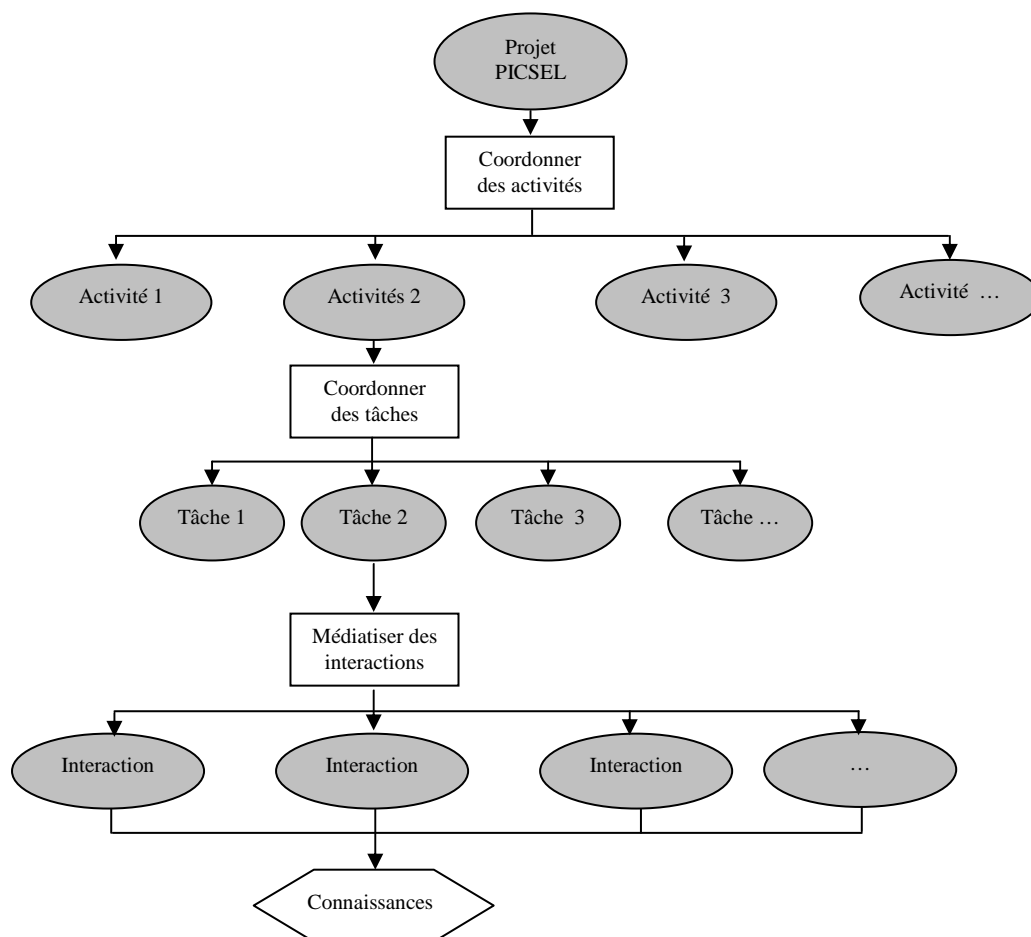 Projet
PICSEL
Coordonner
des activités
Activité 1
Activités 2
Activité  3
Activité  …
Coordonner
des tâches
Tâche 1
Tâche 2
Tâche  3
Tâche …
Médiatiser des
interactions
Interaction
Interaction
Interaction
…
Connaissances